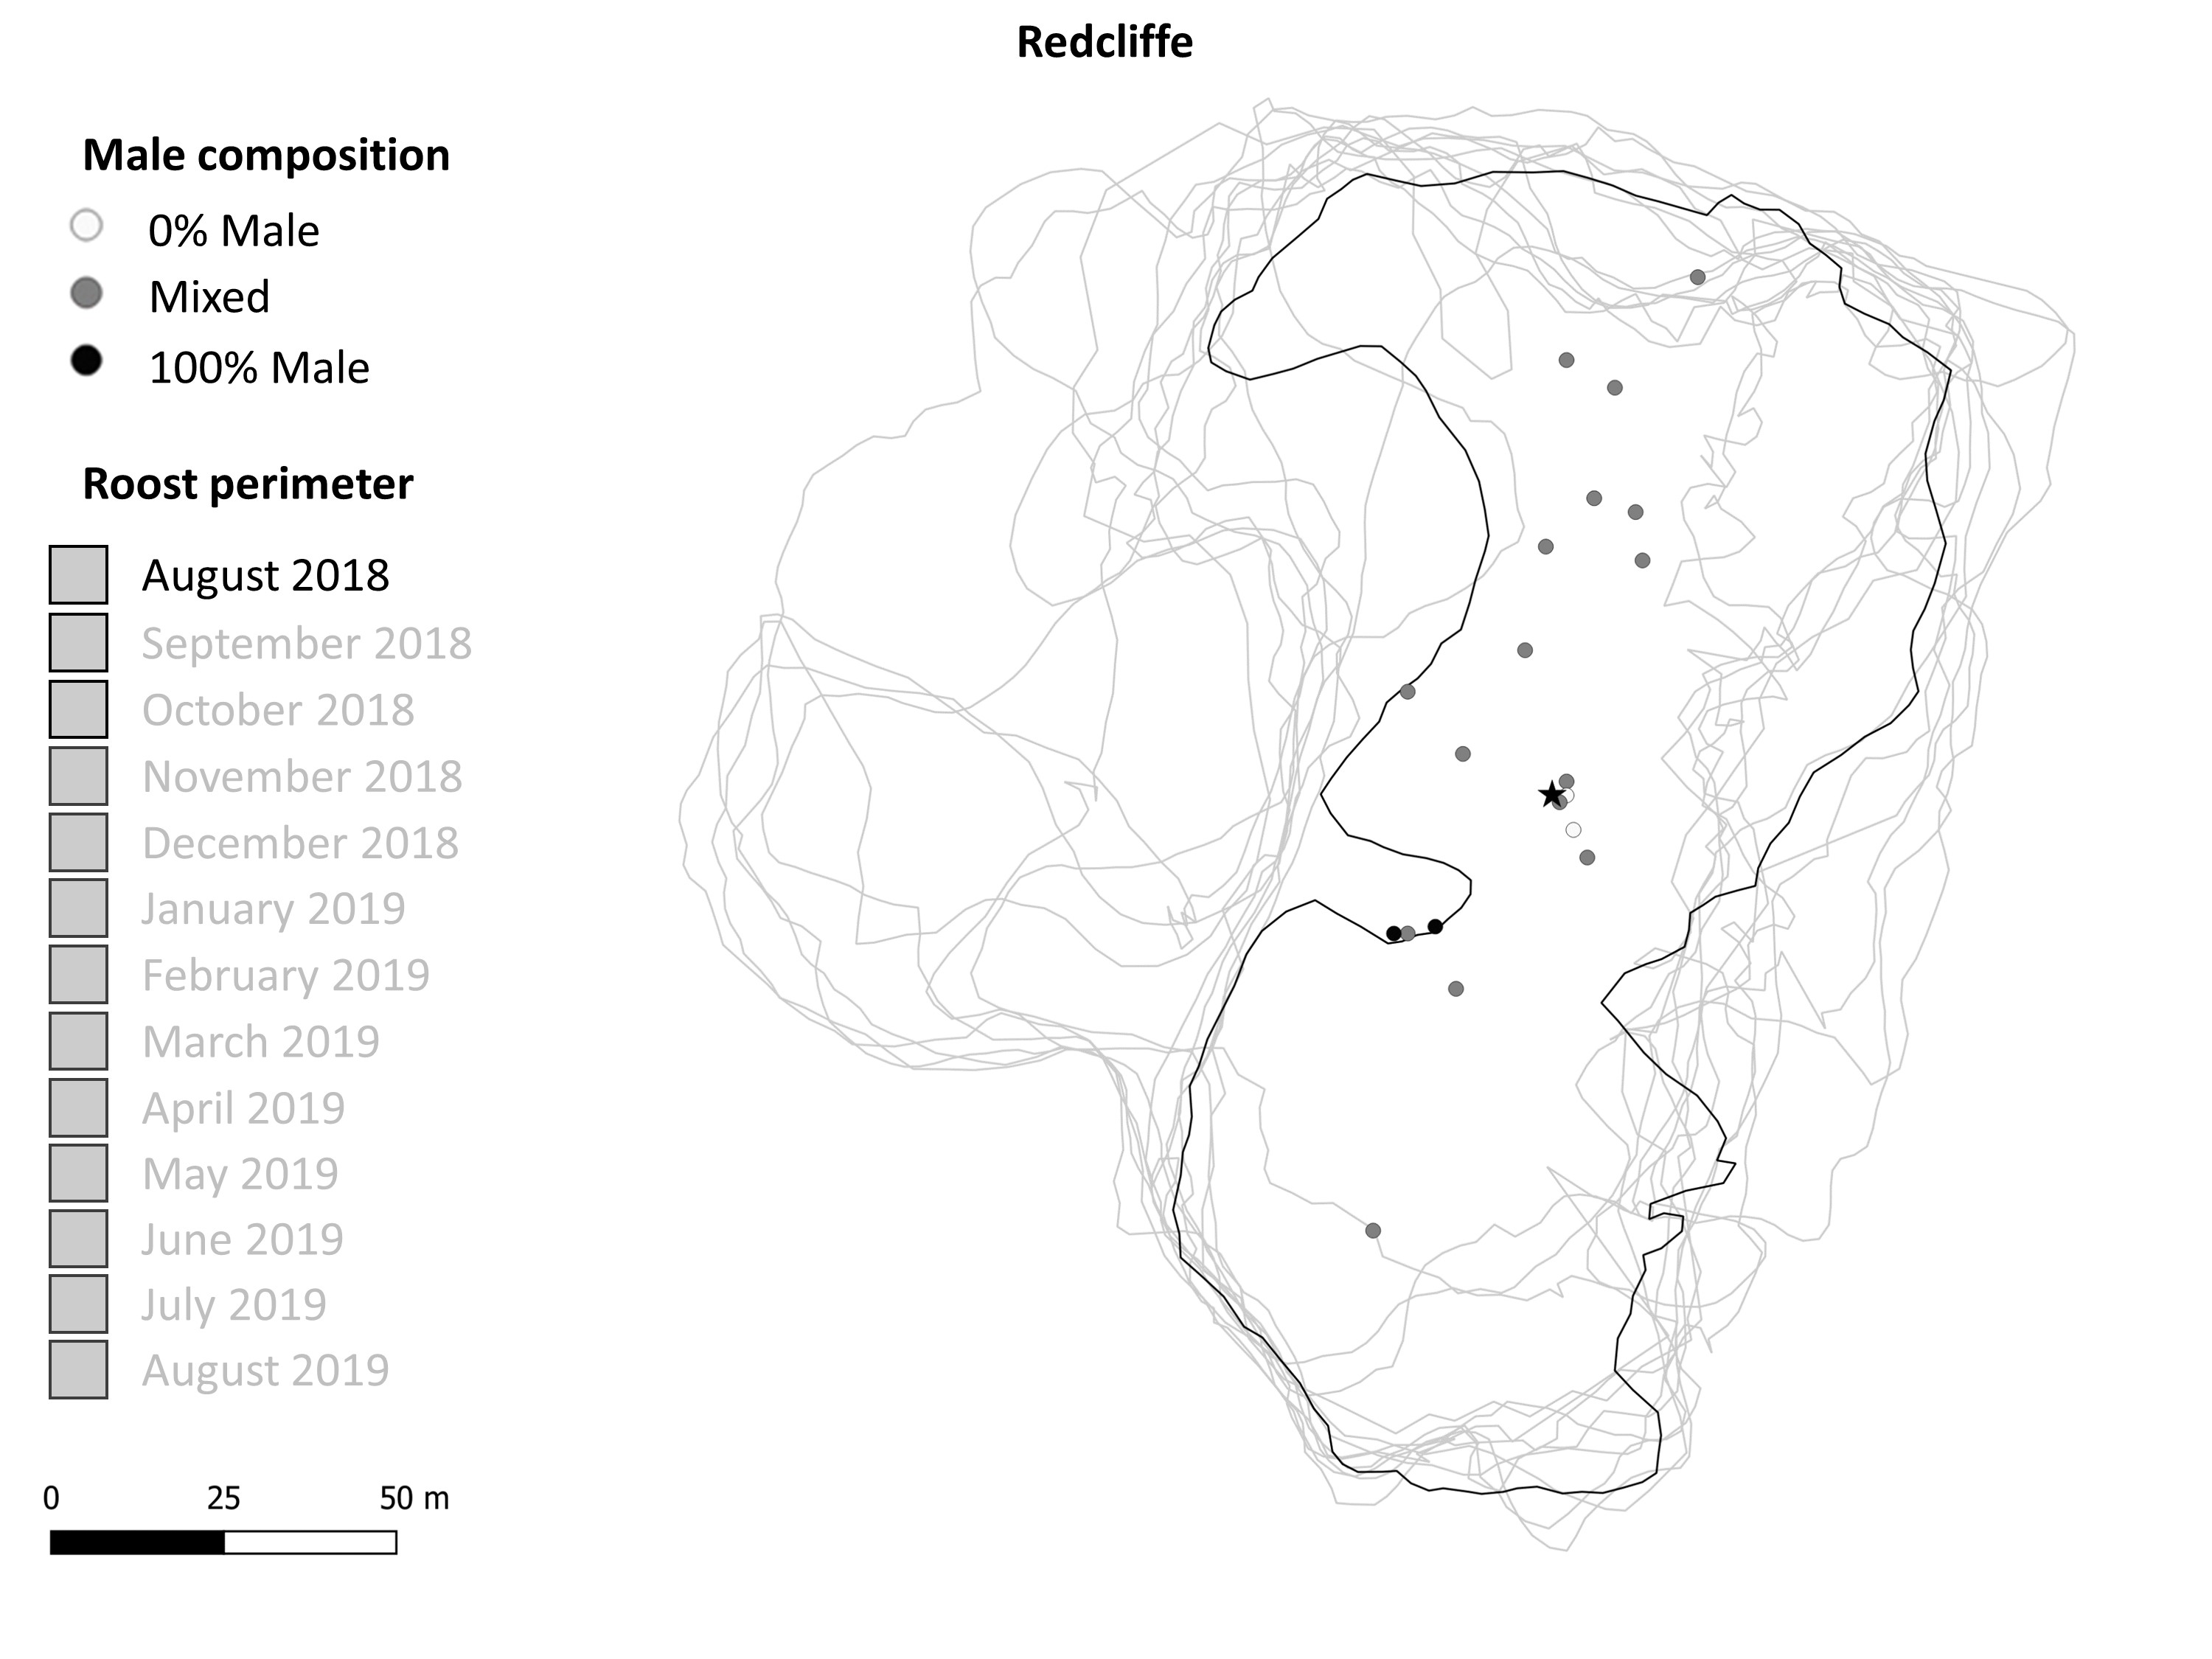 Redcliffe
Male composition
0% Male
Mixed
100% Male
Roost perimeter
August 2018
September 2018
October 2018
November 2018
December 2018
January 2019
February 2019
March 2019
April 2019
May 2019
June 2019
July 2019
August 2019
0 25 50 m